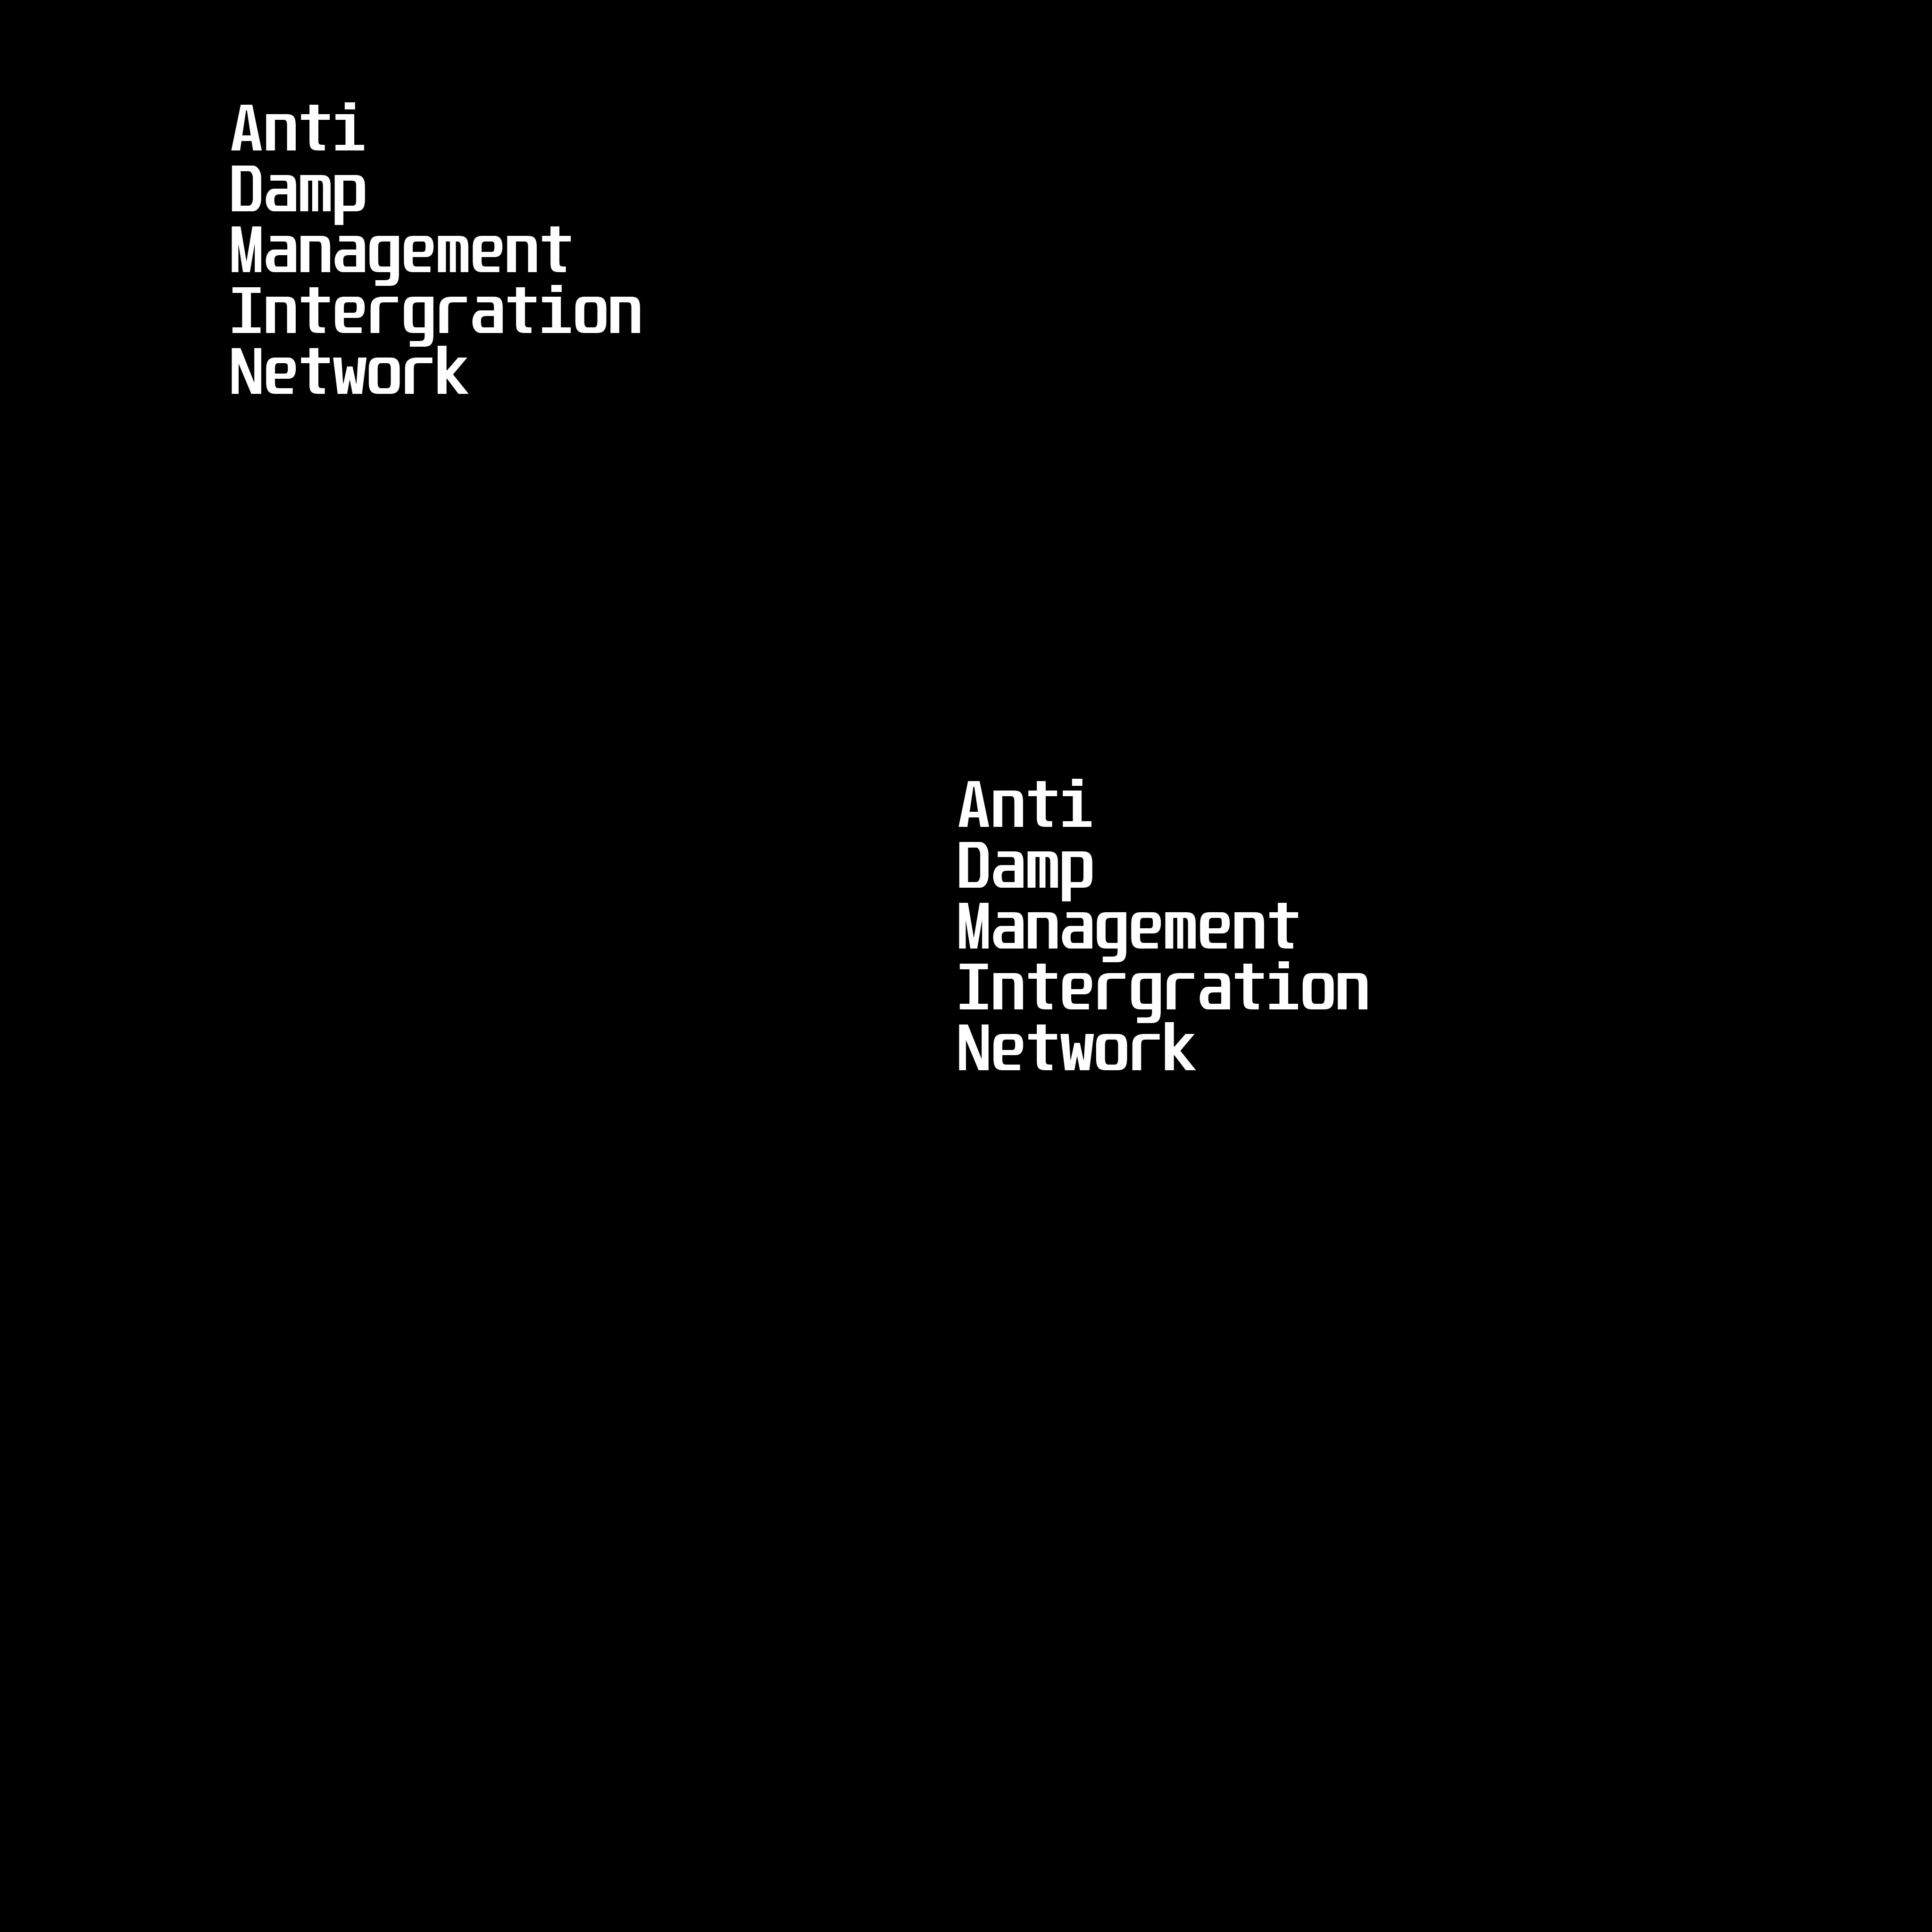 Anti
Damp
Management
Intergration
Network
Anti
Damp
Management
Intergration
Network